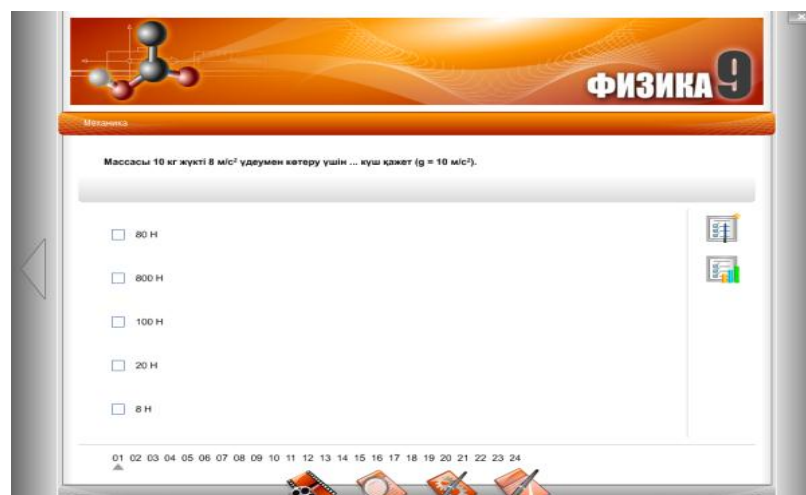 ФИЗИКА 9
Механика
Массасы 10 кг жүкті 8 м/с² үдеумен көтеру үшін ... күш қажет (g = 10 м/с²).
80 Н
800 Н
100 Н
20 Н
8 Н
01 02 03 04 05 06 07 08 09 10 11 12 13 14 15 16 17 18 19 20 21 22 23 24